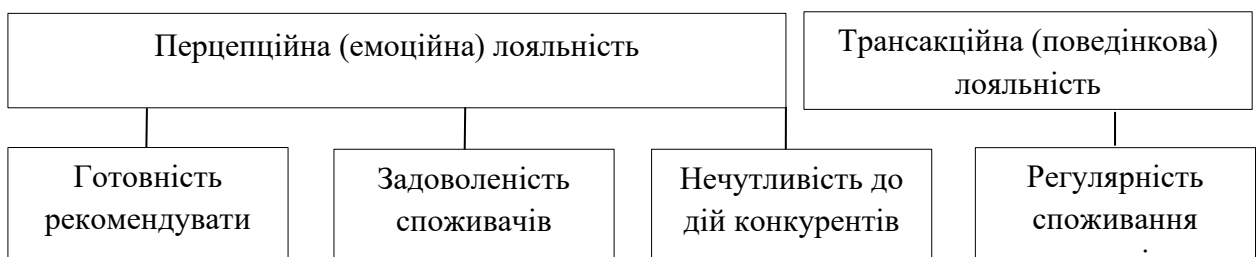 Перцепційна (емоційна) лояльність
Трансакційна (поведінкова)
лояльність
Готовність
рекомендувати
Задоволеність
споживачів
Нечутливість до
дій конкурентів
Регулярність
споживання